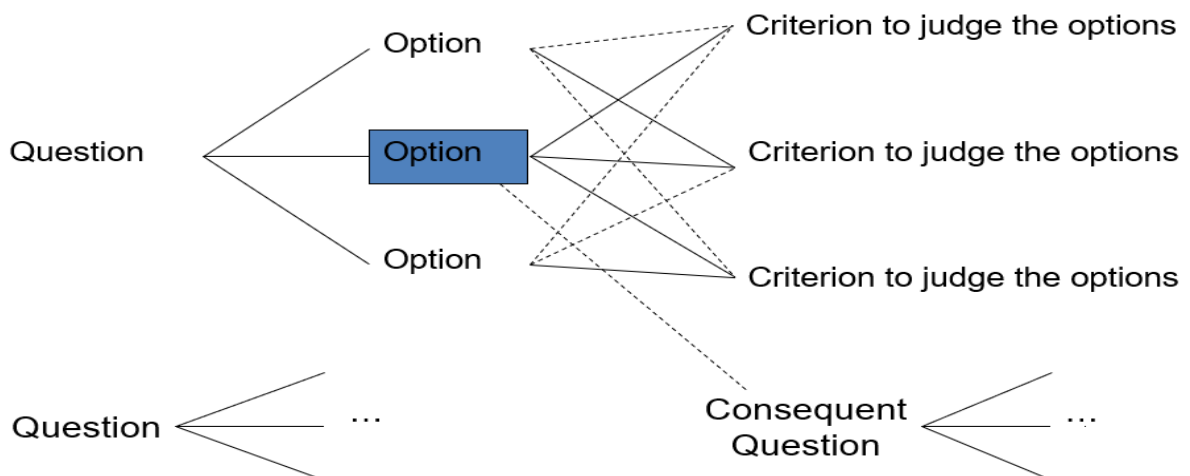 Question
Option
Option
Option
Criterion to judge the options
Criterion to judge the options
Criterion to judge the options
Question
...
Consequent
Question
...